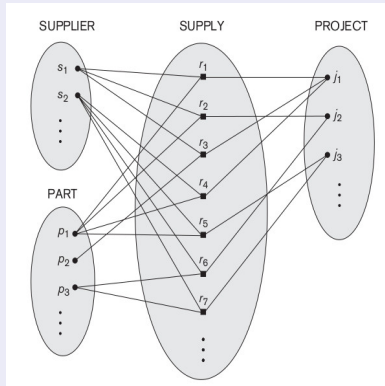 SUPPLIER
s1
s2
SUPPLY
r1
r2
r3
r4
r5
r6
r7
PROJECT
j1
j2
j3
PART
p1
p2
p3